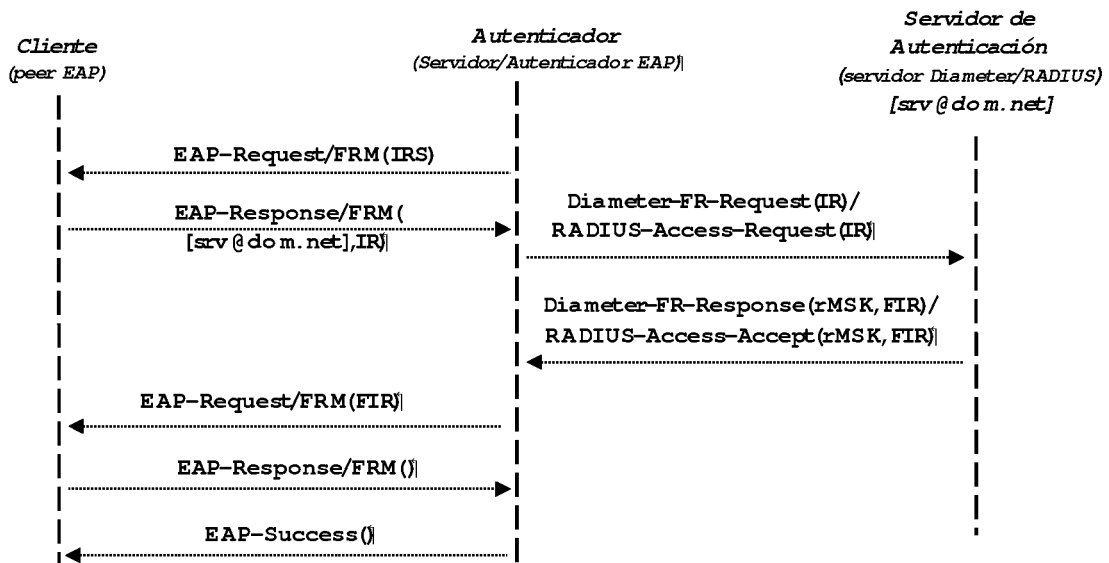 Cliente
(peer EAP)
Autenticador
(Servidor/Autenticador EAP)
Servidor de
Autenticación
(servidor Diameter/RADIUS)
[srv@dom.net]
EAP-Request/FRM(IRS)
EAP-Response/FRM(
[srv@dom.net],IR)
Diameter-FR-Request(IR)/
RADIUS-Access-Request(IR)
Diameter-FR-Response(rMSK,FIR)/
RADIUS-Access-Accept(rMSK,FIR)
EAP-Request/FRM(FIR)
EAP-Response/FRM()
EAP-Success()